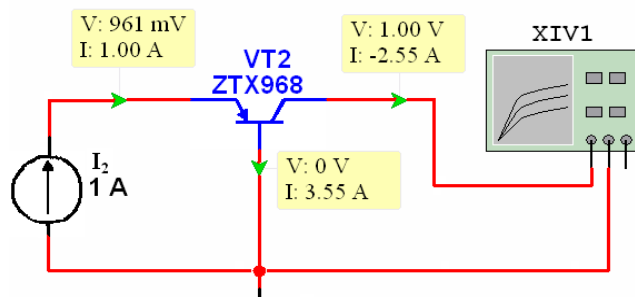 V: 961 mV
I: 1.00 A
VT2
ZTX968
V: 1.00 V
I: -2.55 A
XIV1
I₂
1 A
V: 0 V
I: 3.55 A